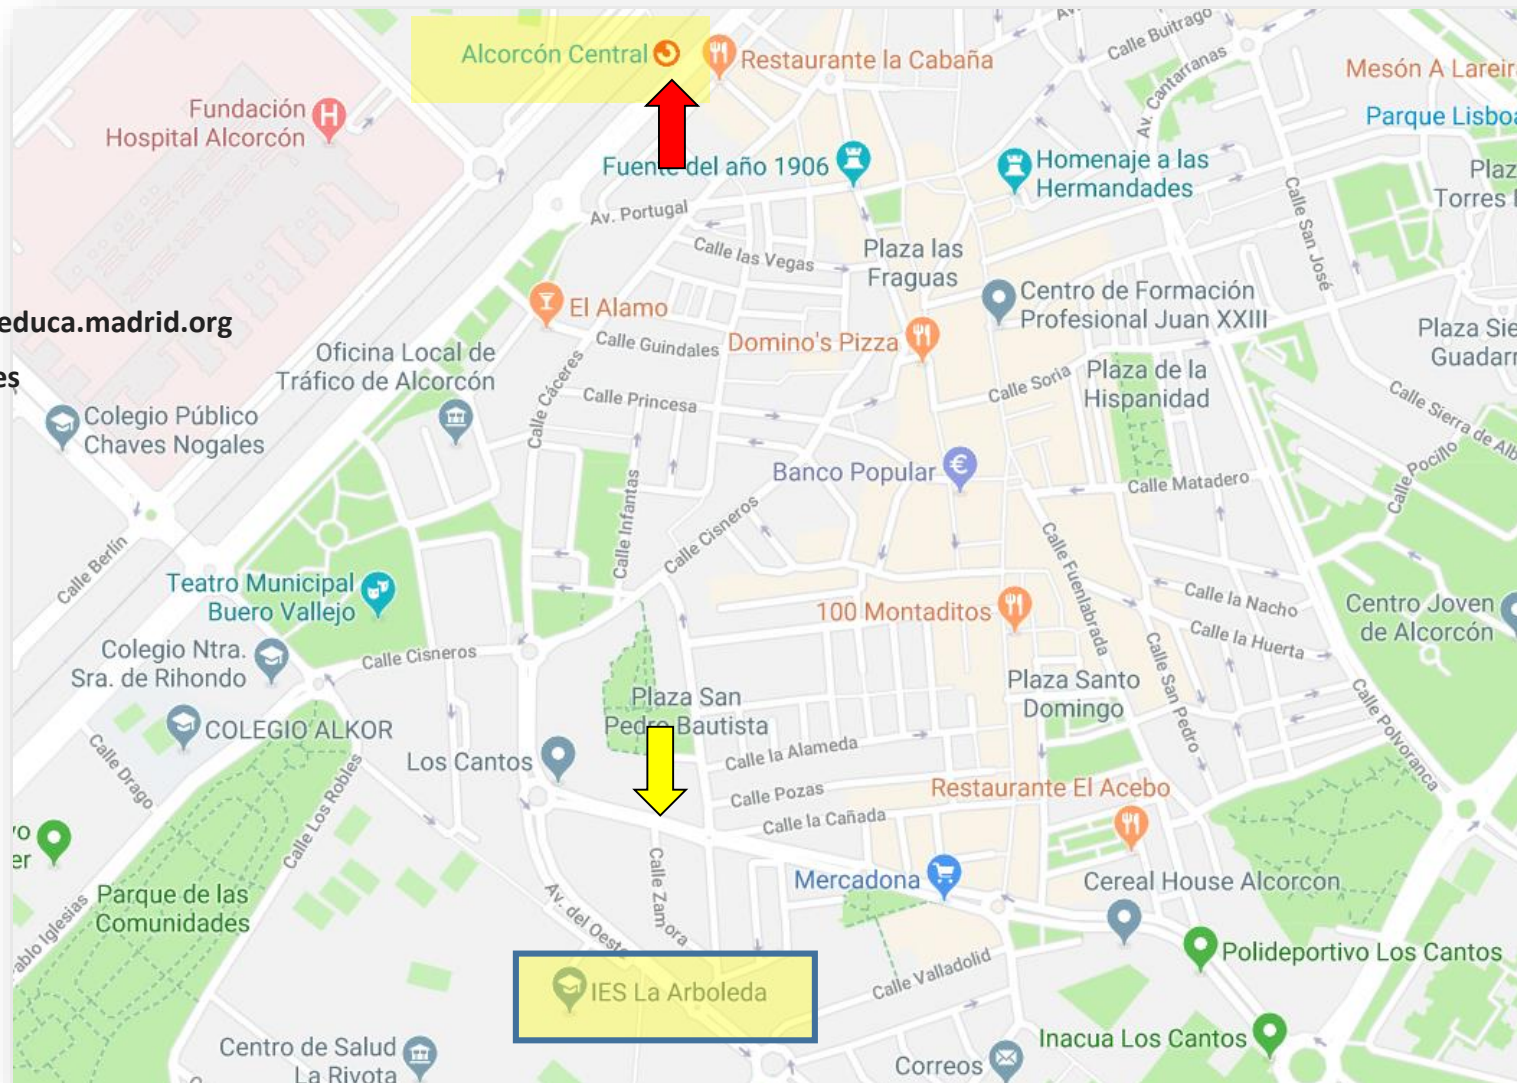 Av.
Calle Buitrago
Alcorcón Central
Restaurante la Cabaña
Mesón A Lareir
Av. Cantarranas
Fundación
Hospital Alcorcón
Parque Lisboa
Fuente del año 1906
Homenaje a las
Hermandades
Plaz
Torres
Av. Portugal
Calle San José
Calle las Vegas
Plaza las
Fraguas
educa.madrid.org
es
El Alamo
Centro de Formación
Profesional Juan XXIII
Plaza Sie
Guadarr
Oficina Local de
Tráfico de Alcorcón
Calle Guindales
Domino's Pizza
Calle Cáceres
Calle Princesa
Calle Soria
Plaza de la
Hispanidad
Calle Sierra de Alb
Colegio Público
Chaves Nogales
Banco Popular
Calle Matadero
Calle Pocillo
Calle Infantas
Calle Cisneros
Calle Berlín
Calle Fuenlabrada
Teatro Municipal
Buero Vallejo
100 Montaditos
Calle la Nacho
Calle la Huerta
Centro Joven
de Alcorcón
Colegio Ntra.
Sra. de Rihondo
Calle Cisneros
Plaza San
Pedro Bautista
Plaza Santo
Domingo
Calle San Pedro
Calle Polvoranca
COLEGIO ALKOR
Calle Drago
Los Cantos
Calle la Alameda
Calle Pozas
Restaurante El Acebo
Calle la Cañada
Calle Los Robles
vo
er
Calle Zamora
Mercadona
Cereal House Alcorcon
Parque de las
Comunidades
Pablo Iglesias
Av. del Oeste
Polideportivo Los Cantos
IES La Arboleda
Calle Valladolid
Centro de Salud
La Rivota
Correos
Inacua Los Cantos